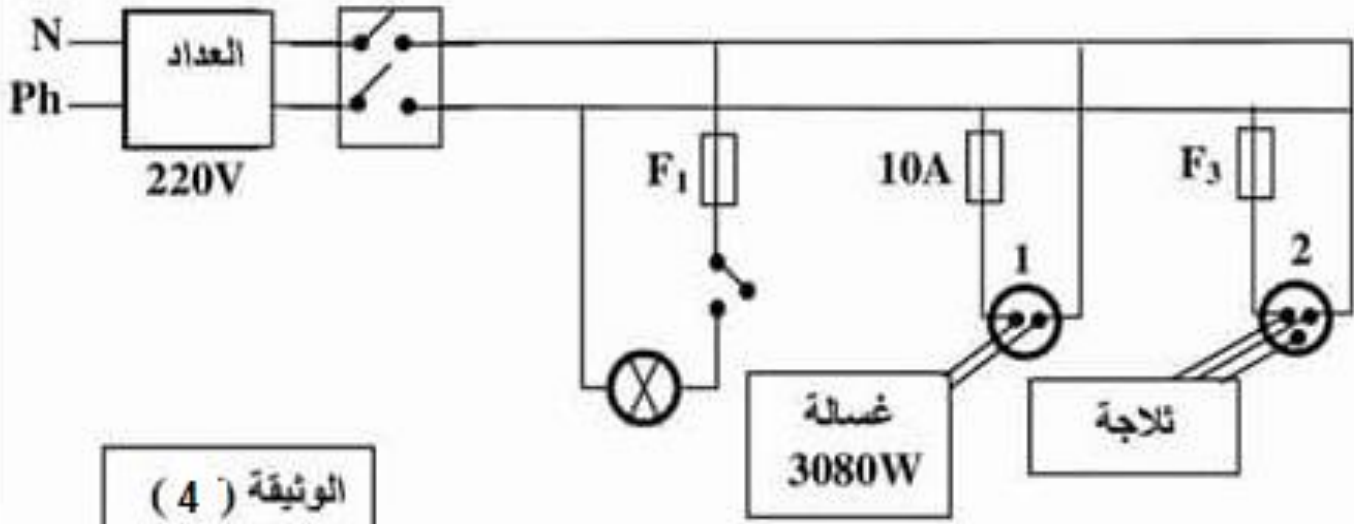 N
العداد
Ph
220V
F₁
10A
F₃
1
2
غسالة
3080W
ثلاجة
الوثيقة ( 4 )